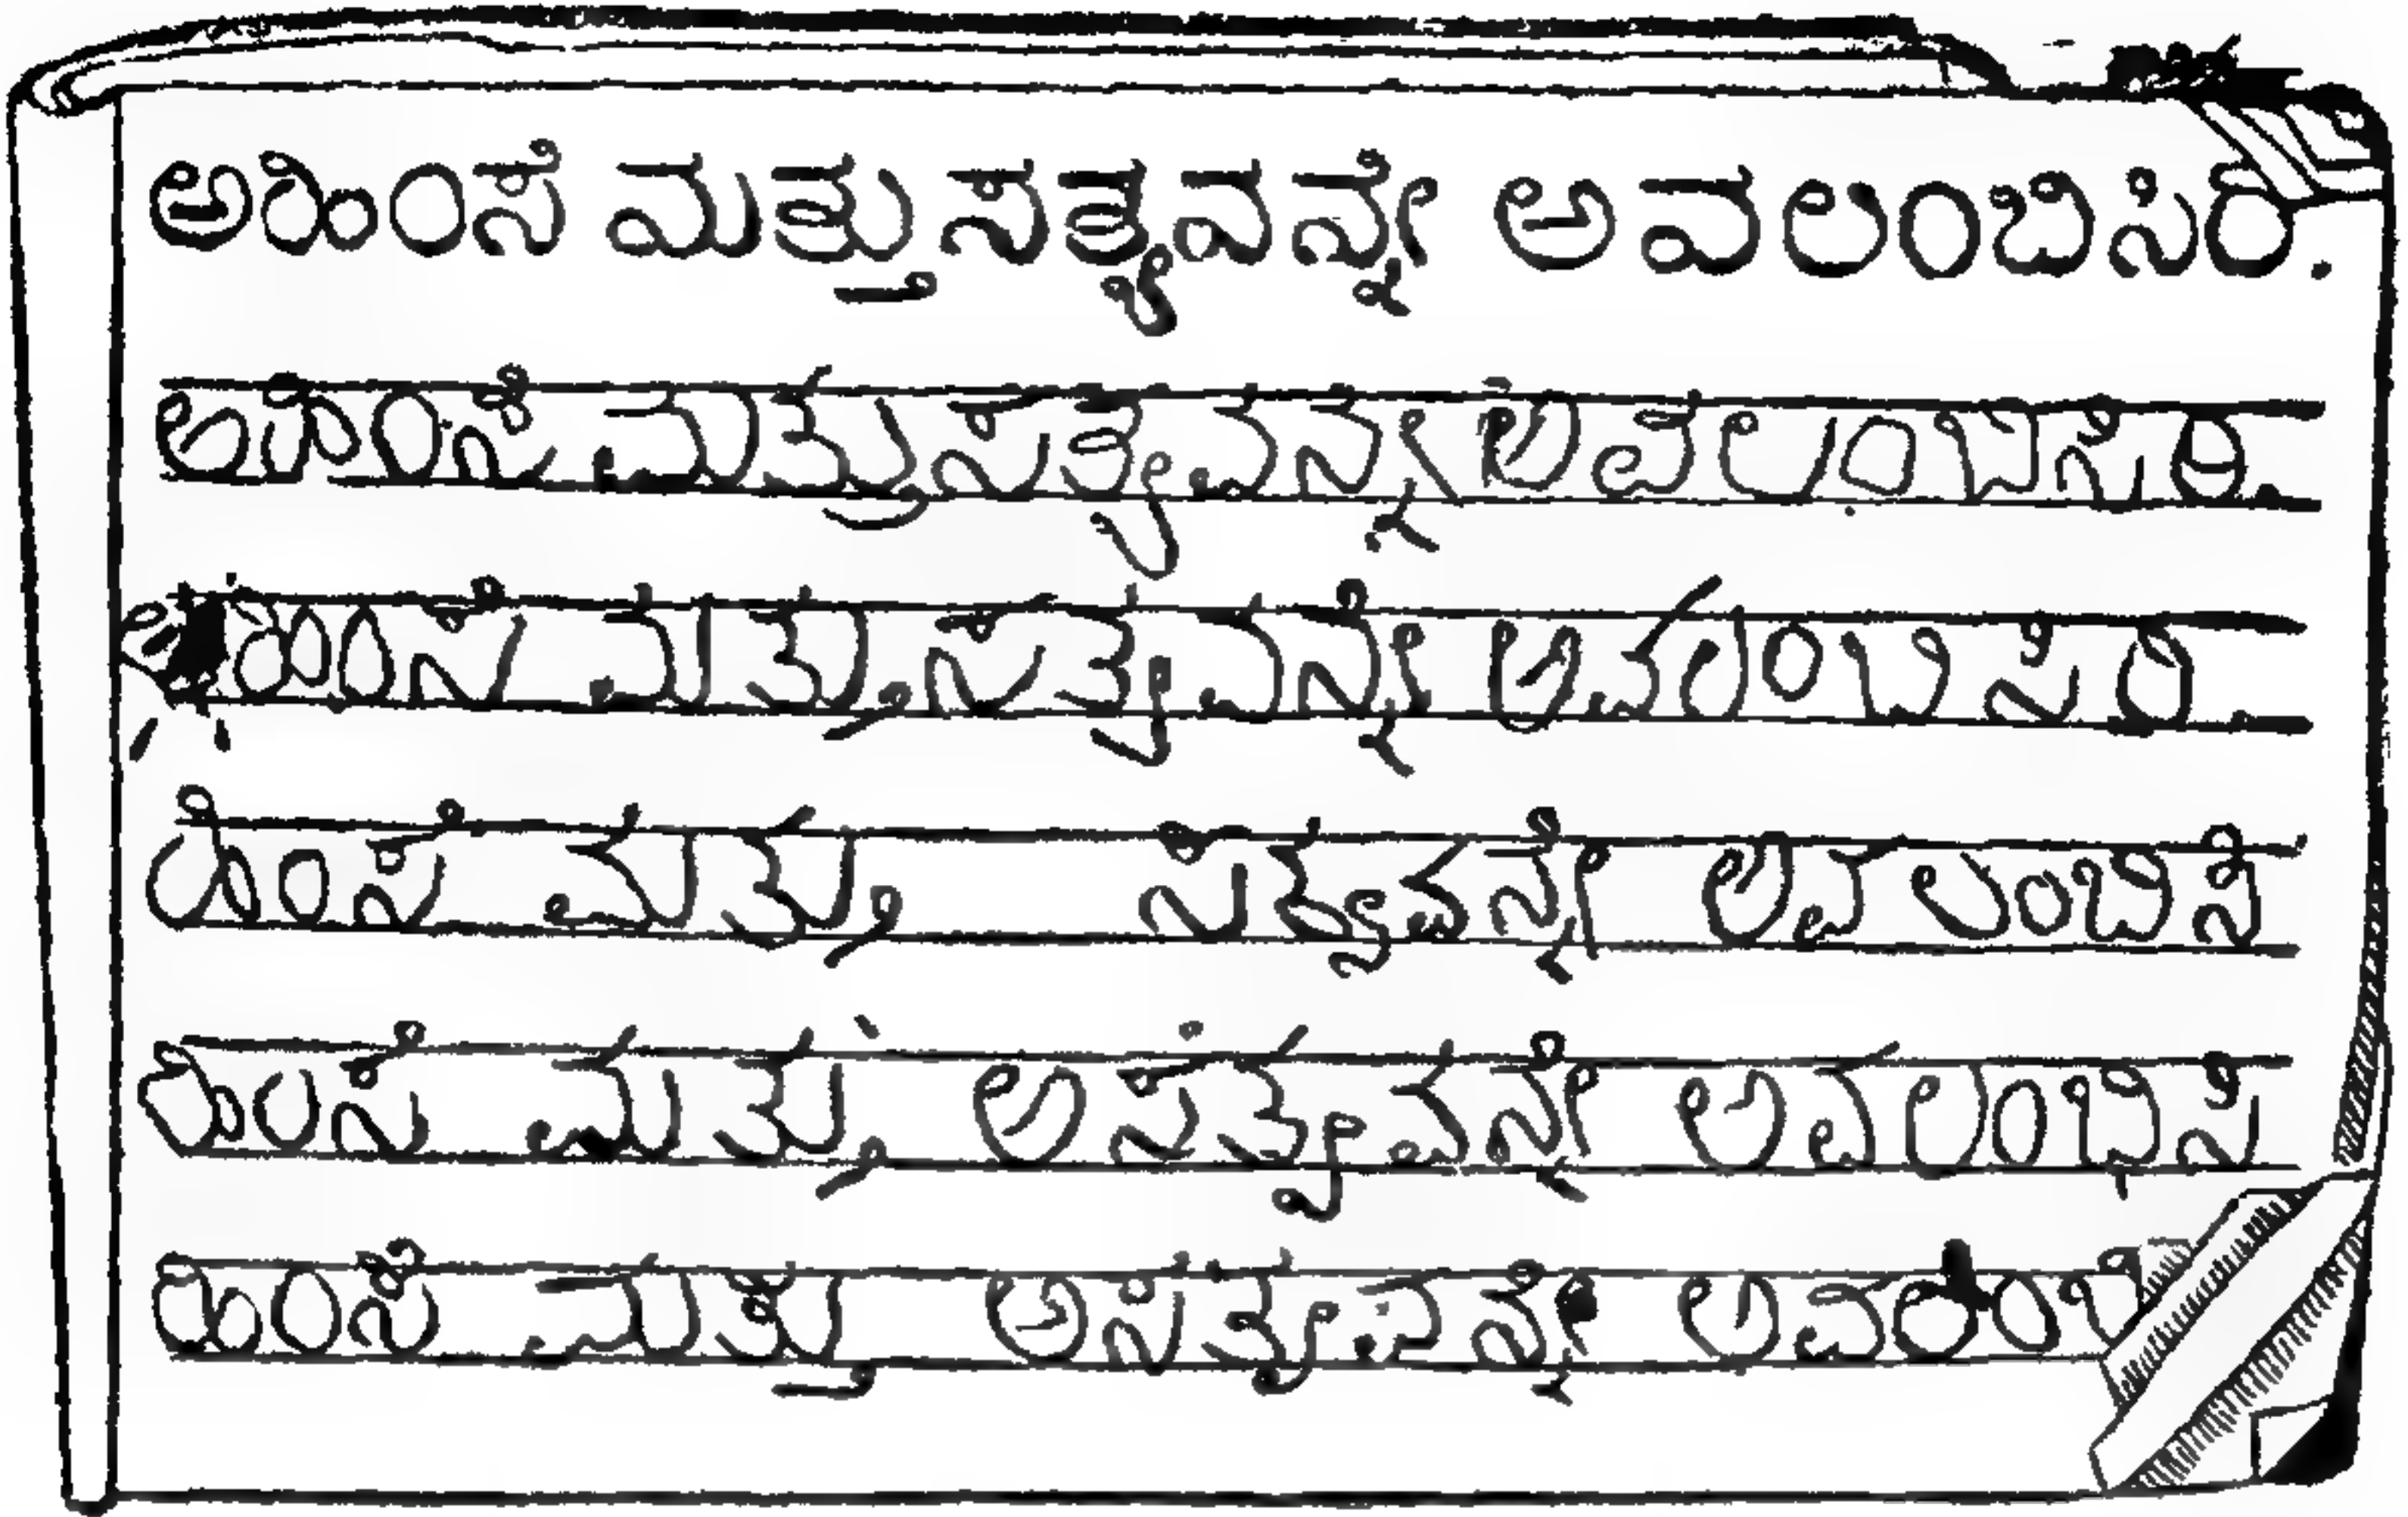 ಅಹಿಂಸೆ ಮತ್ತು ಸತ್ಯವನ್ನೇ ಅವಲಂಬಿಸಿರಿ.
ಅಹಿಂಸೆ ಮತ್ತು ಸತ್ಯವನ್ನೇ ಅವಲಂಬಿಸಿರಿ.
ಹಿಂಸೆ ಮತ್ತು ಸತ್ಯವನ್ನೇ ಅವಲಂಬಿಸಿರಿ.
ಹಿಂಸೆ ಮತ್ತು ಸತ್ಯವನ್ನೇ ಅವಲಂಬಿಸಿ
ಹಿಂಸೆ ಮತ್ತು ಅಸತ್ಯವನ್ನೇ ಅವಲಂಬಿಸಿ
ಹಿಂಸೆ ಮತ್ತು ಅಸತ್ಯವನ್ನೇ ಅವಲಂಬಿ